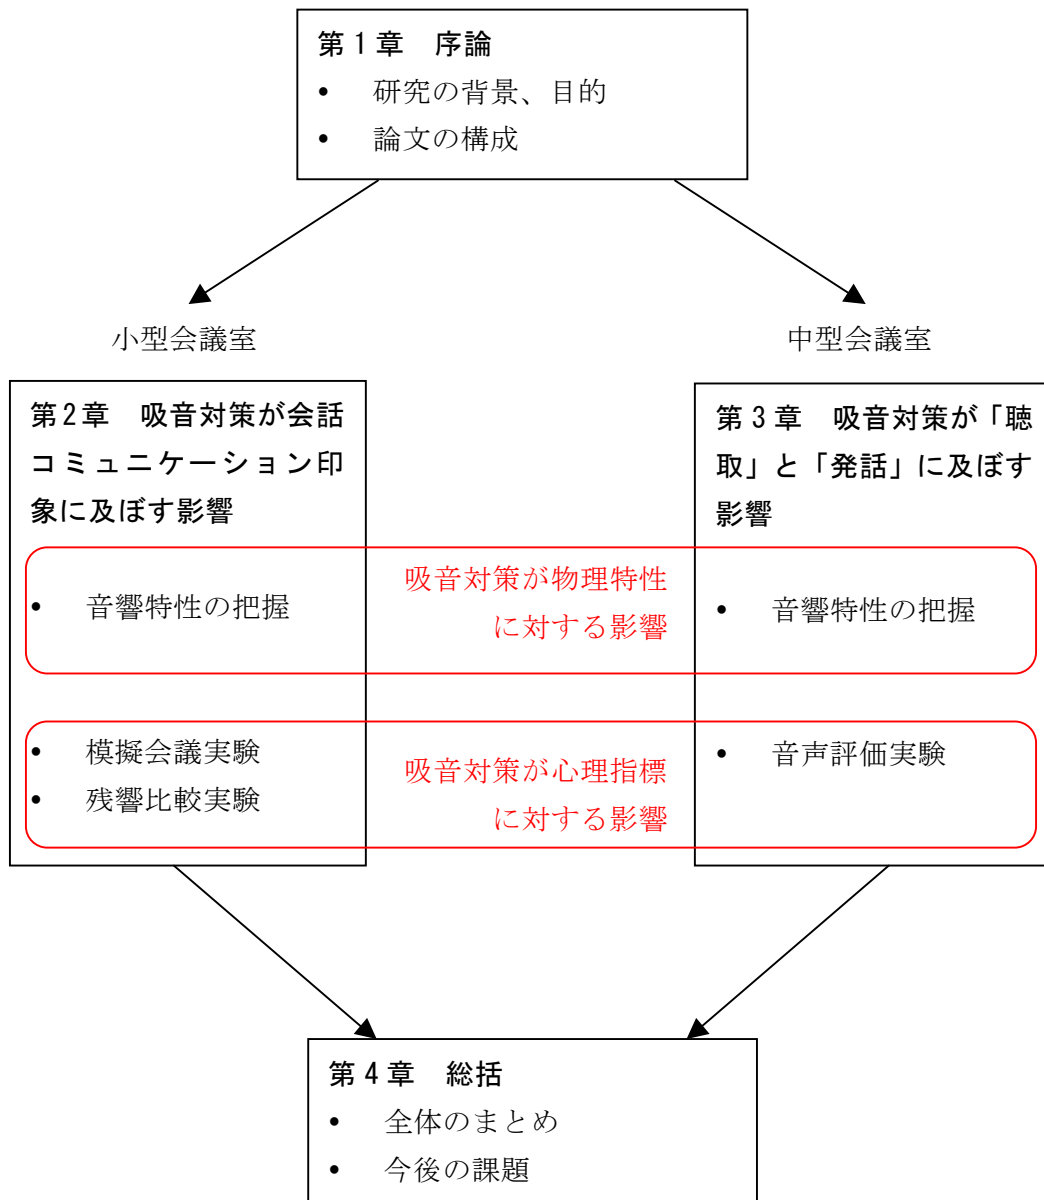 第1章　序論
• 研究の背景、目的
• 論文の構成
小型会議室
中型会議室
第2章　吸音対策が会話
コミュニケーション印
象に及ぼす影響
第3章　吸音対策が「聴
取」と「発話」に及ぼす
影響
• 音響特性の把握
吸音対策が物理特性
に対する影響
• 音響特性の把握
• 模擬会議実験
• 残響比較実験
吸音対策が心理指標
に対する影響
• 音声評価実験
第4章　総括
• 全体のまとめ
• 今後の課題